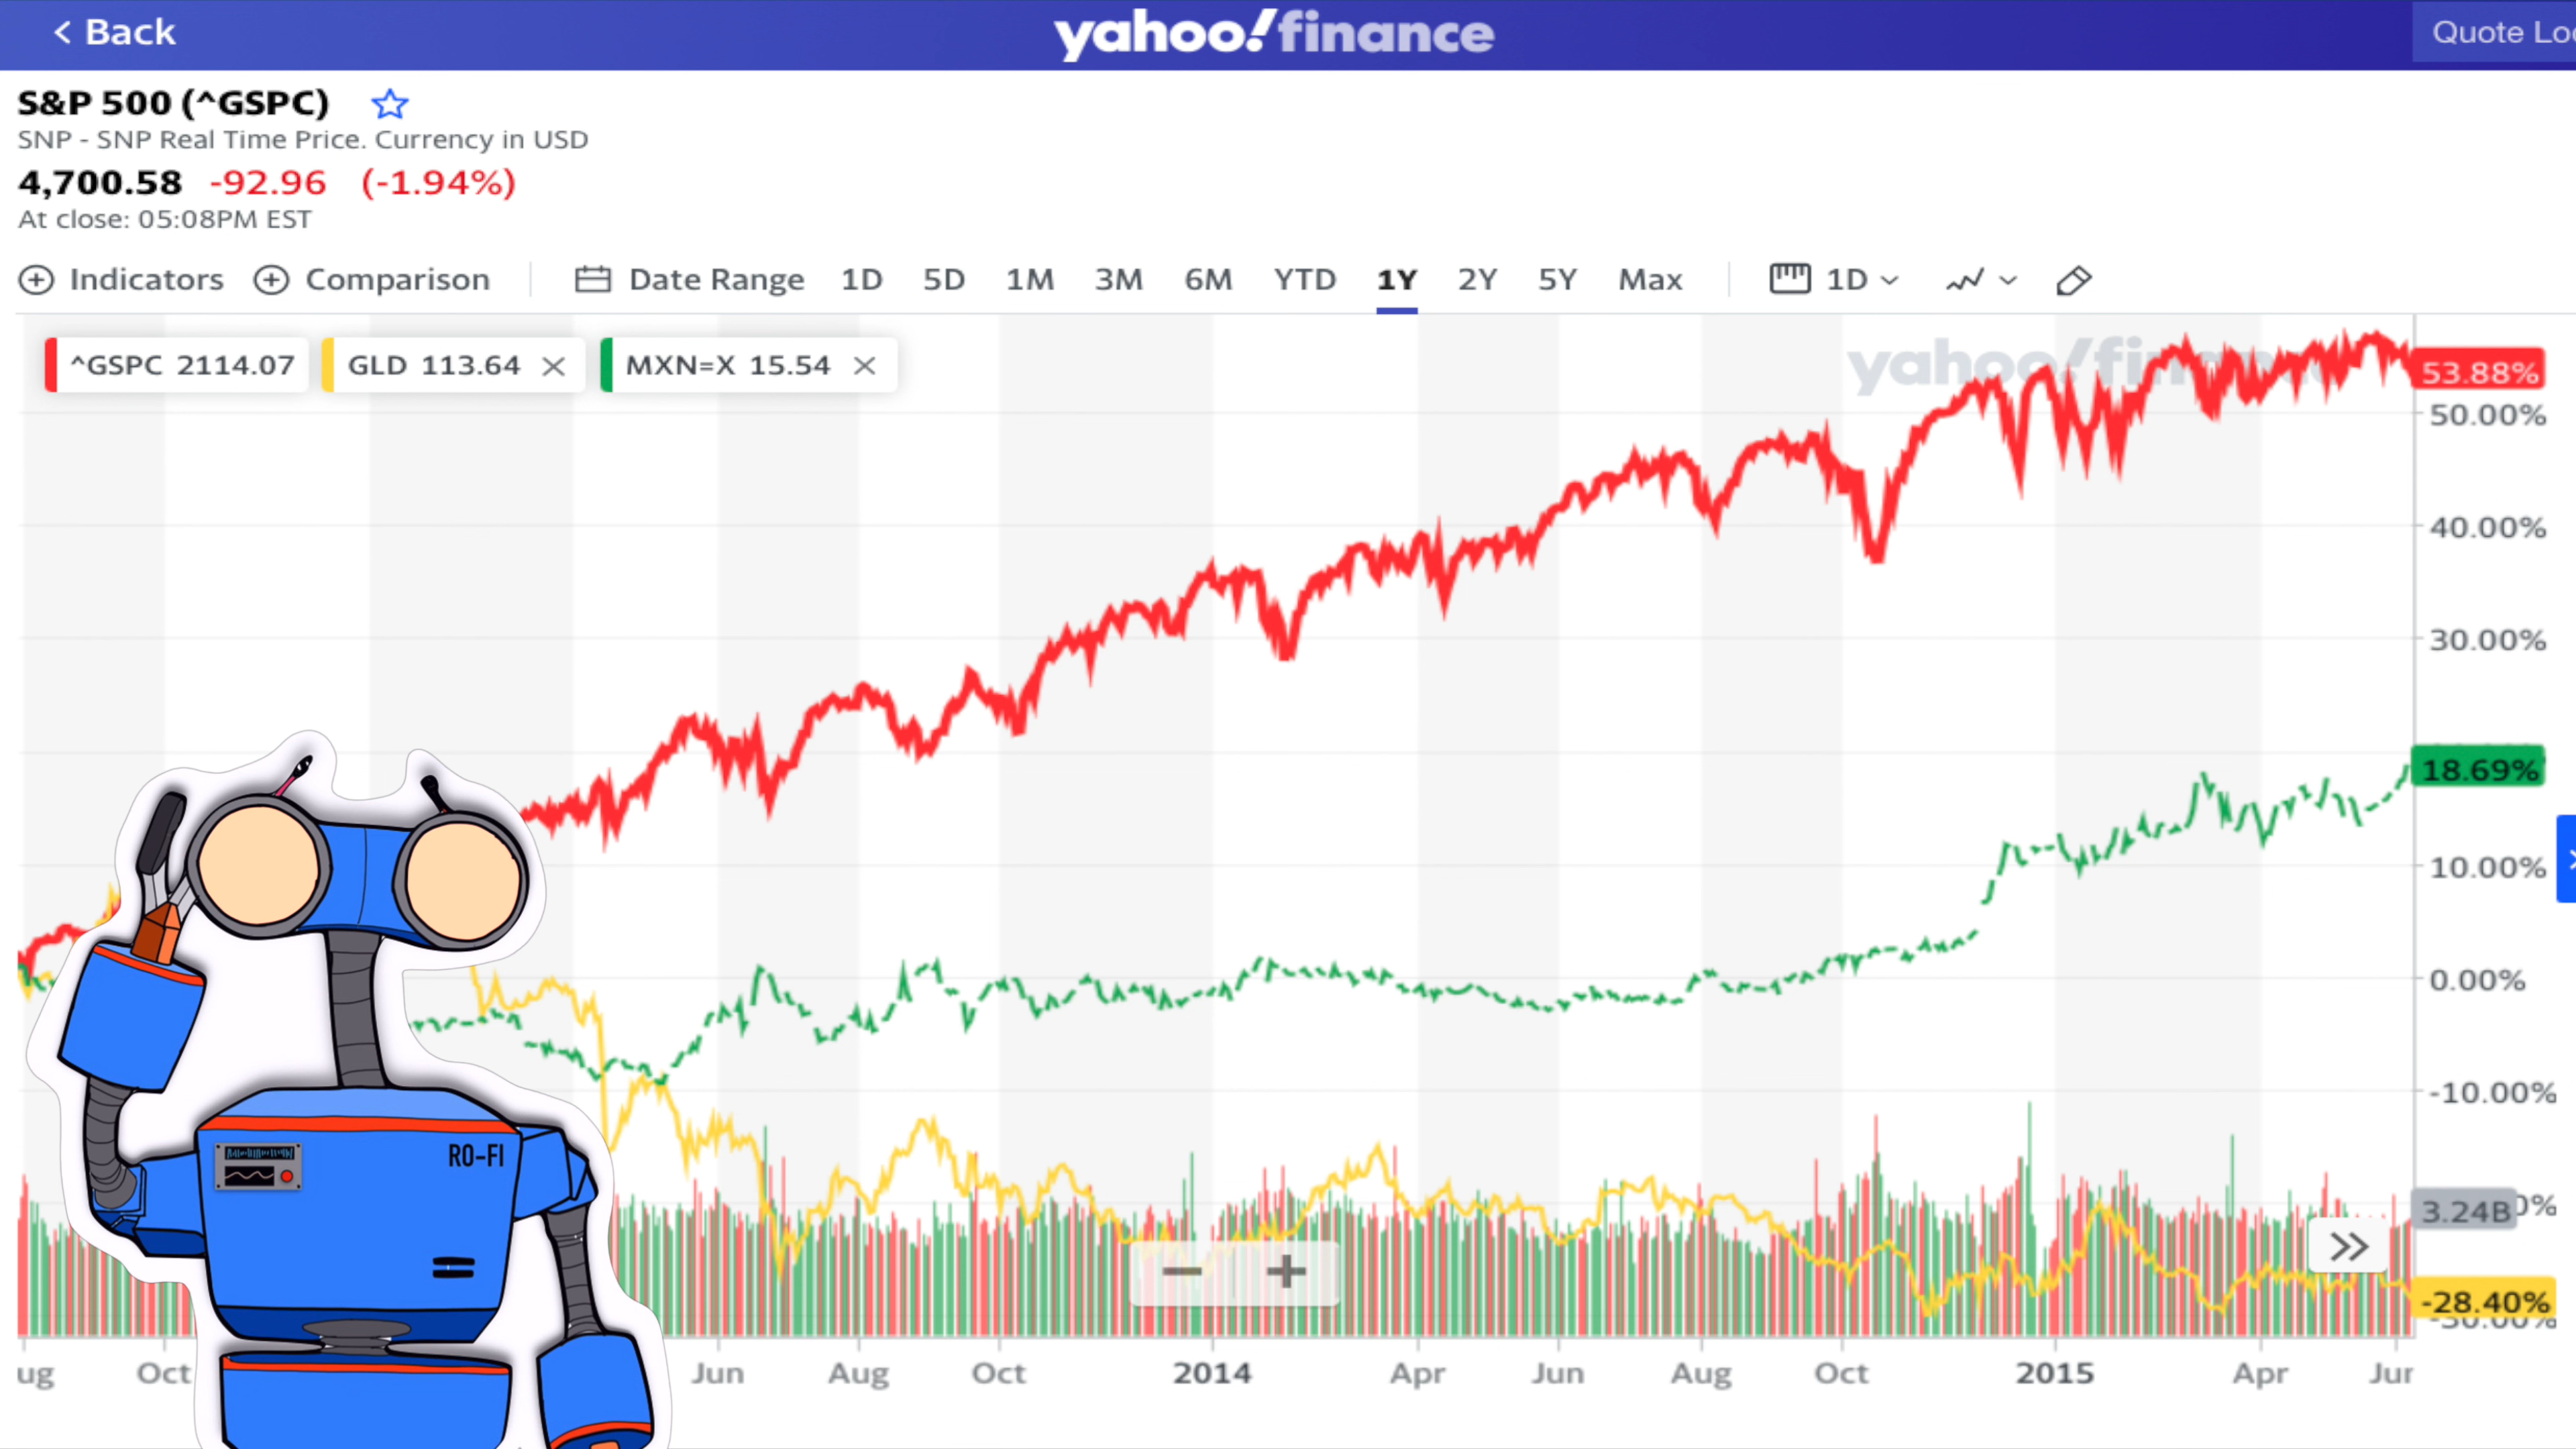 < Back
yahoo!finance
Quote Loo
S&P 500 (^GSPC)
SNP - SNP Real Time Price. Currency in USD
4,700.58 -92.96 (-1.94%)
At close: 05:08PM EST
Indicators Comparison Date Range 1D 5D 1M 3M 6M YTD 1Y 2Y 5Y Max 1D
^GSPC 2114.07 GLD 113.64 MXN=X 15.54
53.88%
50.00%
40.00%
30.00%
18.69%
10.00%
0.00%
-10.00%
3.24B 0%
-28.40%
-30.00%
RO-FI
ug Oct Jun Aug Oct 2014 Apr Jun Aug Oct 2015 Apr Jun